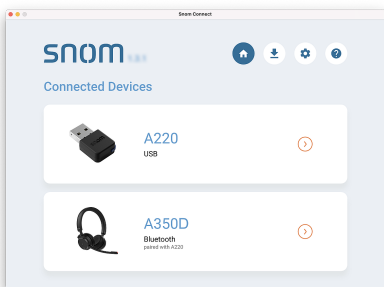 Snom Connect
snom
Connected Devices
A220
USB
A350D
Bluetooth
paired with A220